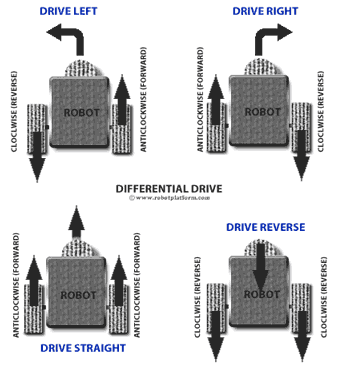 DRIVE LEFT
CLOCLWISE (REVERSE)
ROBOT
ANTICLOCKWISE (FORWARD)
DRIVE RIGHT
ANTICLOCKWISE (FORWARD)
ROBOT
CLOCLWISE (REVERSE)
DIFFERENTIAL DRIVE
© www.robotplatform.com
ANTICLOCKWISE (FORWARD)
ROBOT
ANTICLOCKWISE (FORWARD)
DRIVE STRAIGHT
DRIVE REVERSE
CLOCLWISE (REVERSE)
ROBOT
CLOCLWISE (REVERSE)